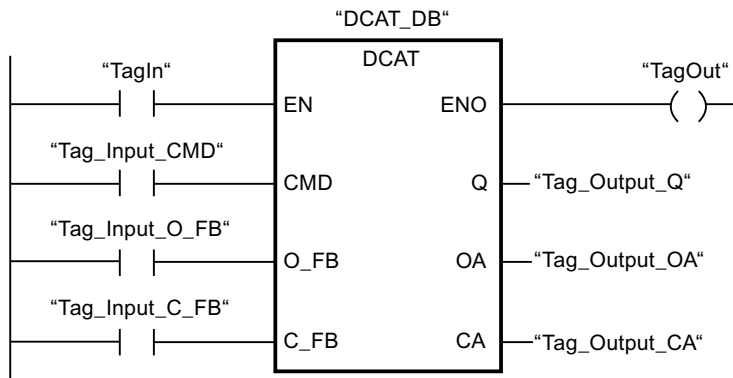 “DCAT_DB“
DCAT
“TagIn“
“TagOut“
EN
ENO
“Tag_Input_CMD“
CMD
Q
“Tag_Output_Q“
“Tag_Input_O_FB“
O_FB
OA
“Tag_Output_OA“
“Tag_Input_C_FB“
C_FB
CA
“Tag_Output_CA“